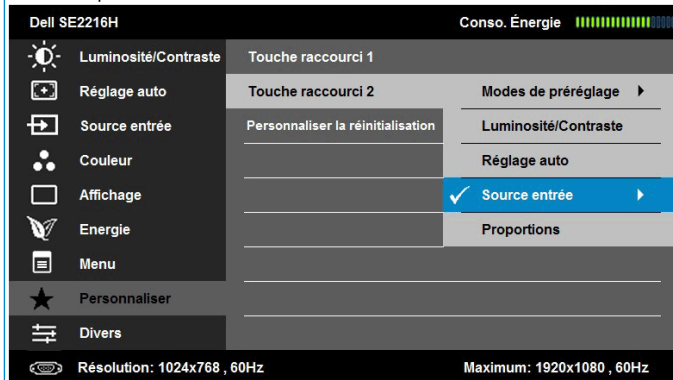 Dell SE2216H
Conso. Énergie
Luminosité/Contraste
Touche raccourci 1
Réglage auto
Touche raccourci 2
Modes de préréglage
Source entrée
Personnaliser la réinitialisation
Luminosité/Contraste
Couleur
Réglage auto
Affichage
Source entrée
Energie
Proportions
Menu
Personnaliser
Divers
Résolution: 1024x768 , 60Hz
Maximum: 1920x1080 , 60Hz